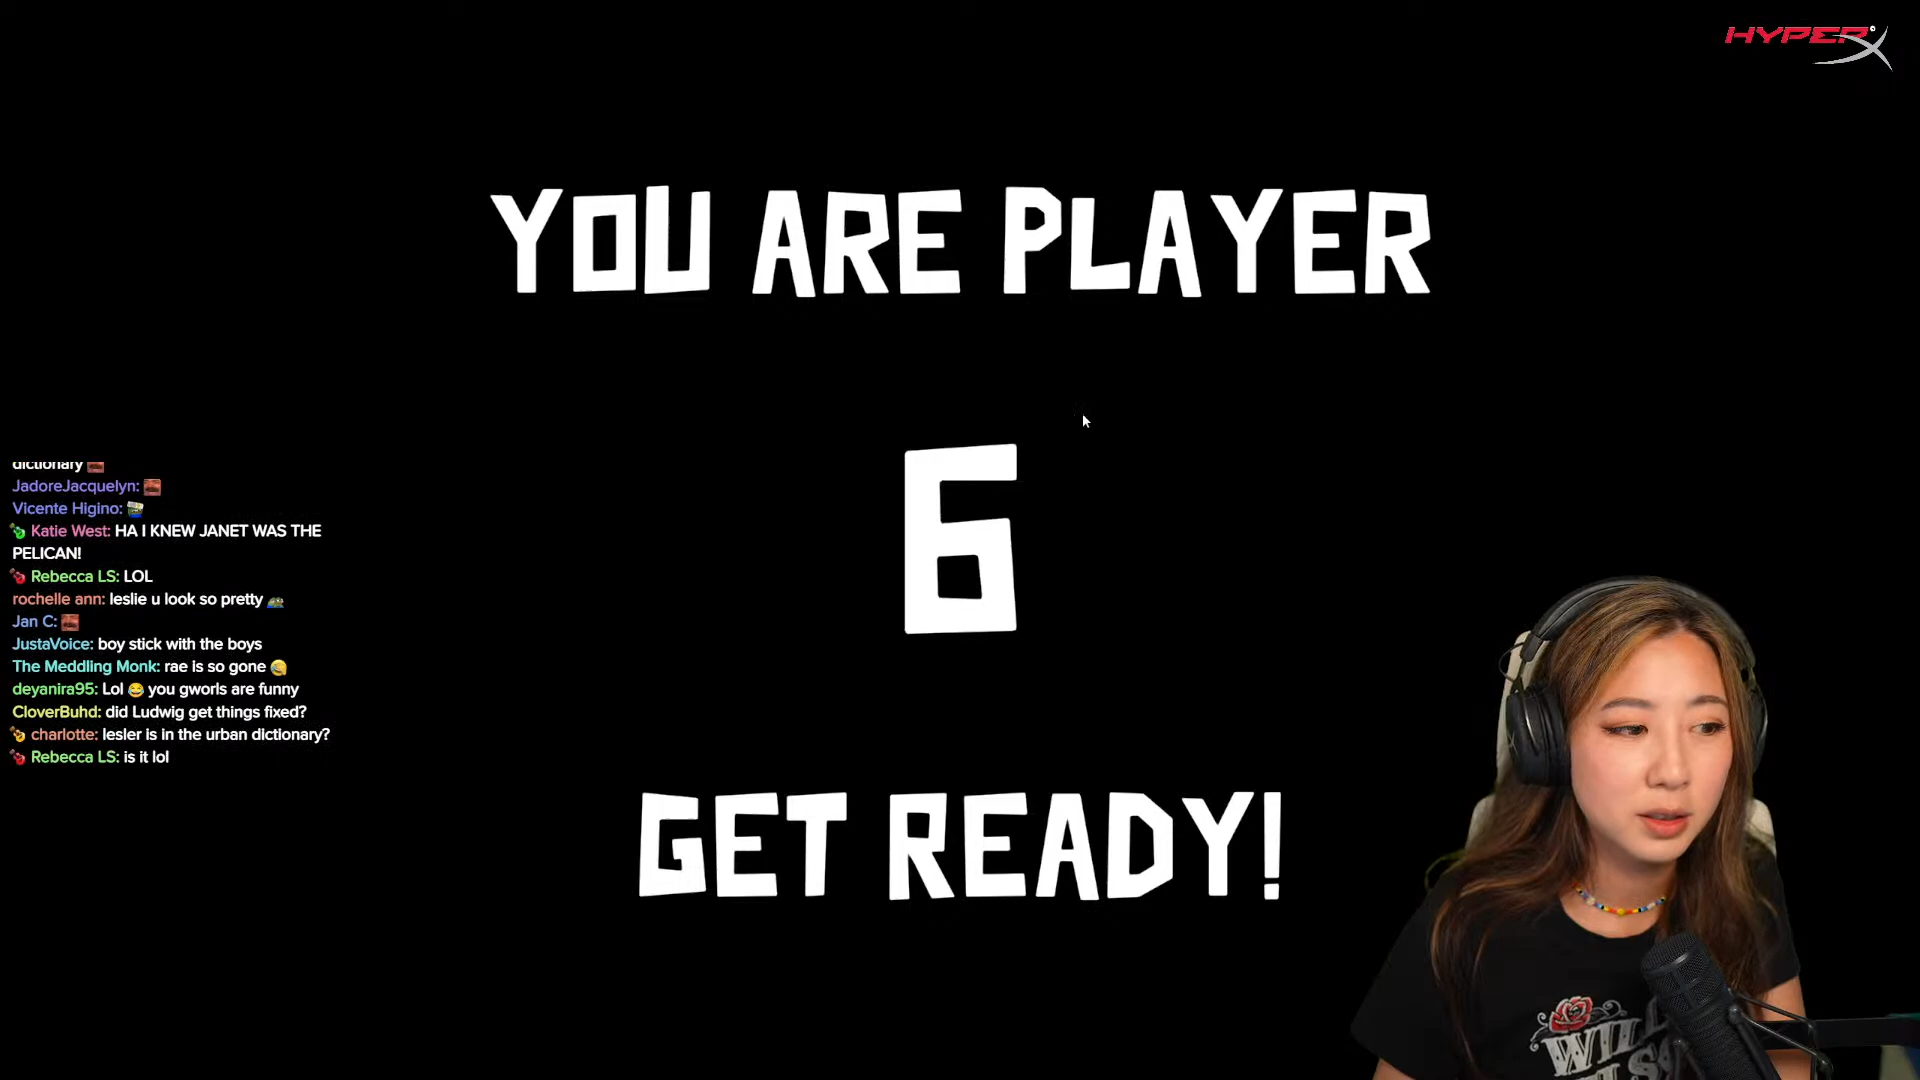 HYPERX
YOU ARE PLAYER
6
dictionary
JadoreJacquelyn:
Vicente Higino:
Katie West: HA I KNEW JANET WAS THE
PELICAN!
Rebecca LS: LOL
rochelle ann: leslie u look so pretty
Jan C:
JustaVoice: boy stick with the boys
The Meddling Monk: rae is so gone
deyanira95: Lol 😂 you gworls are funny
CloverBuhd: did Ludwig get things fixed?
charlotte: lesler is in the urban dictionary?
Rebecca LS: is it lol
GET READY!